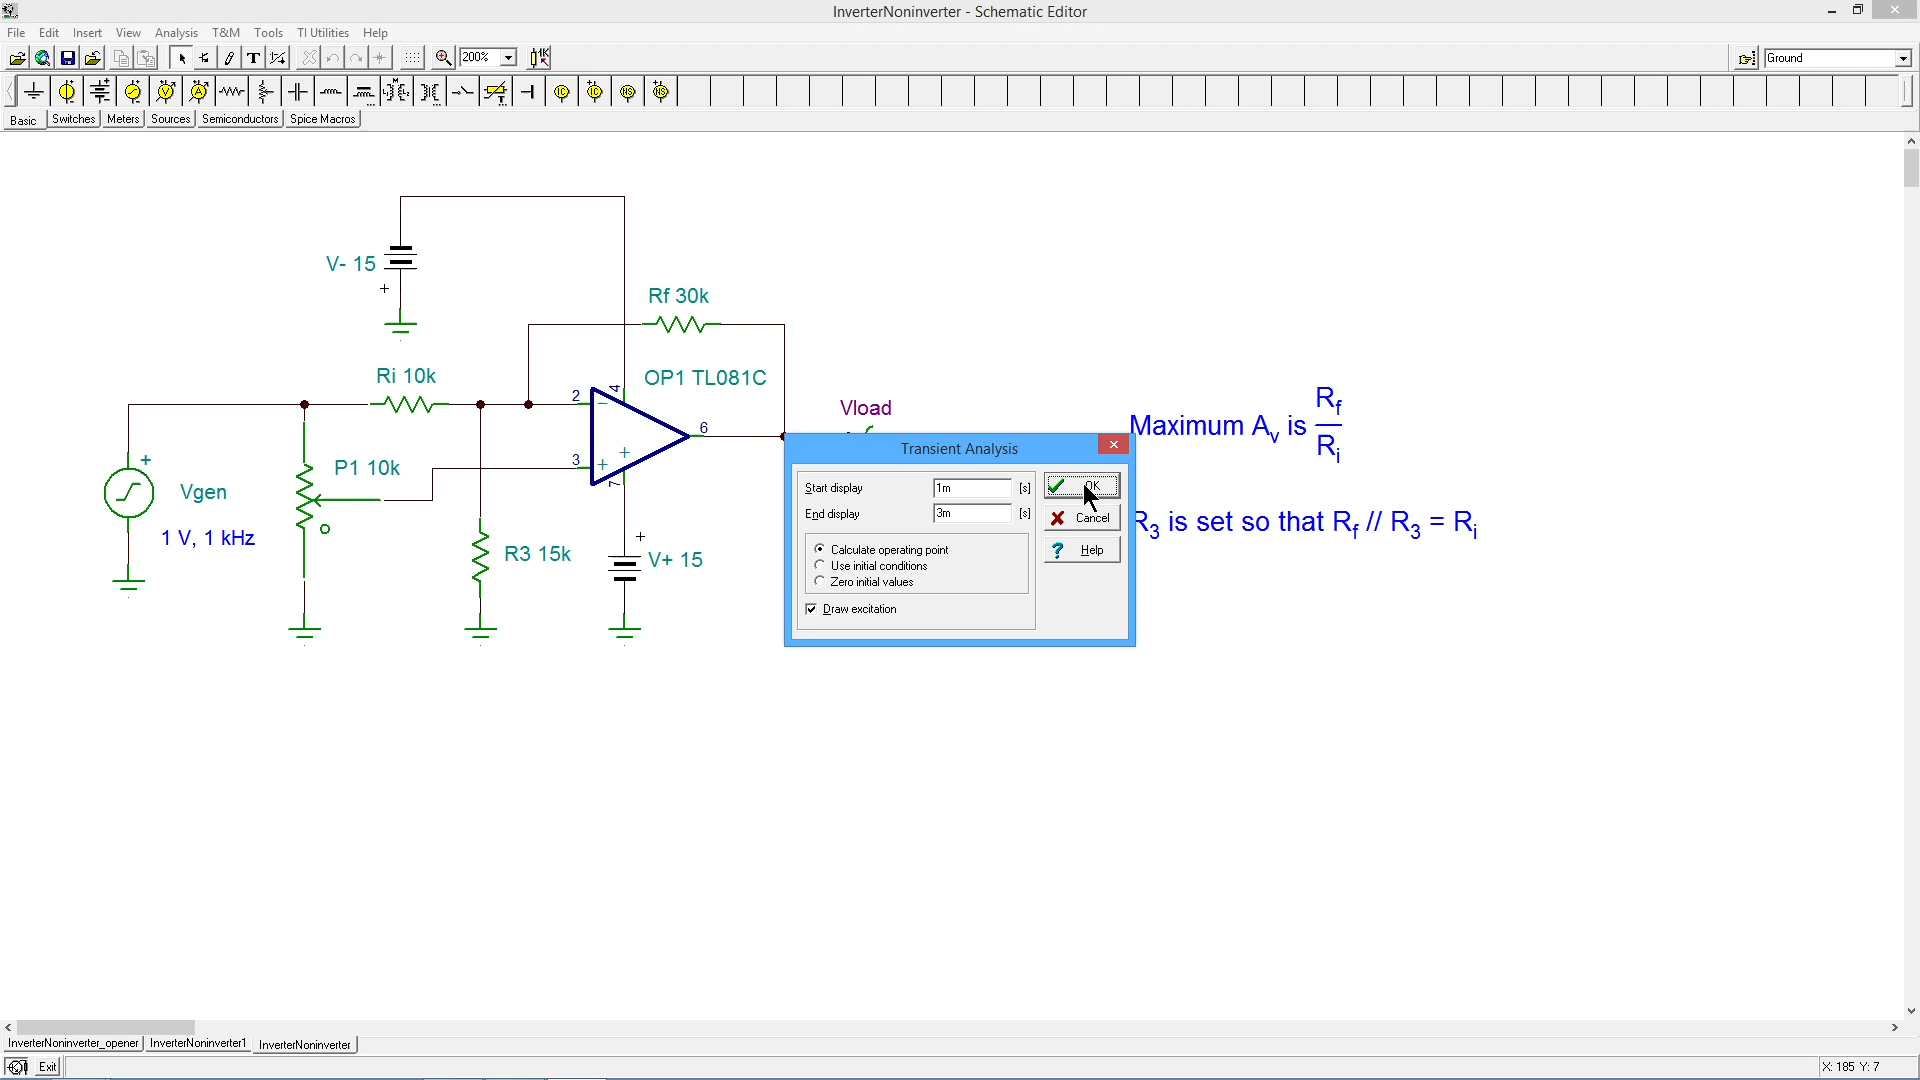 InverterNoninverter - Schematic Editor
File Edit Insert View Analysis T&M Tools TI Utilities Help
200%
Ground
Basic Switches Meters Sources Semiconductors Spice Macros
V- 15
+
Rf 30k
Ri 10k
OP1 TL081C
2
4
6
3
7
Vload
Maximum Av is Rf
Ri
P1 10k
+
Vgen
1 V, 1 kHz
R3 15k
+
V+ 15
R3 is set so that Rf // R3 = Ri
Transient Analysis
Start display 1m [s]
End display 3m [s]
Calculate operating point
Use initial conditions
Zero initial values
Draw excitation
OK
Cancel
? Help
InverterNoninverter_opener InverterNoninverter1 InverterNoninverter
Exit
X: 185 Y: 7